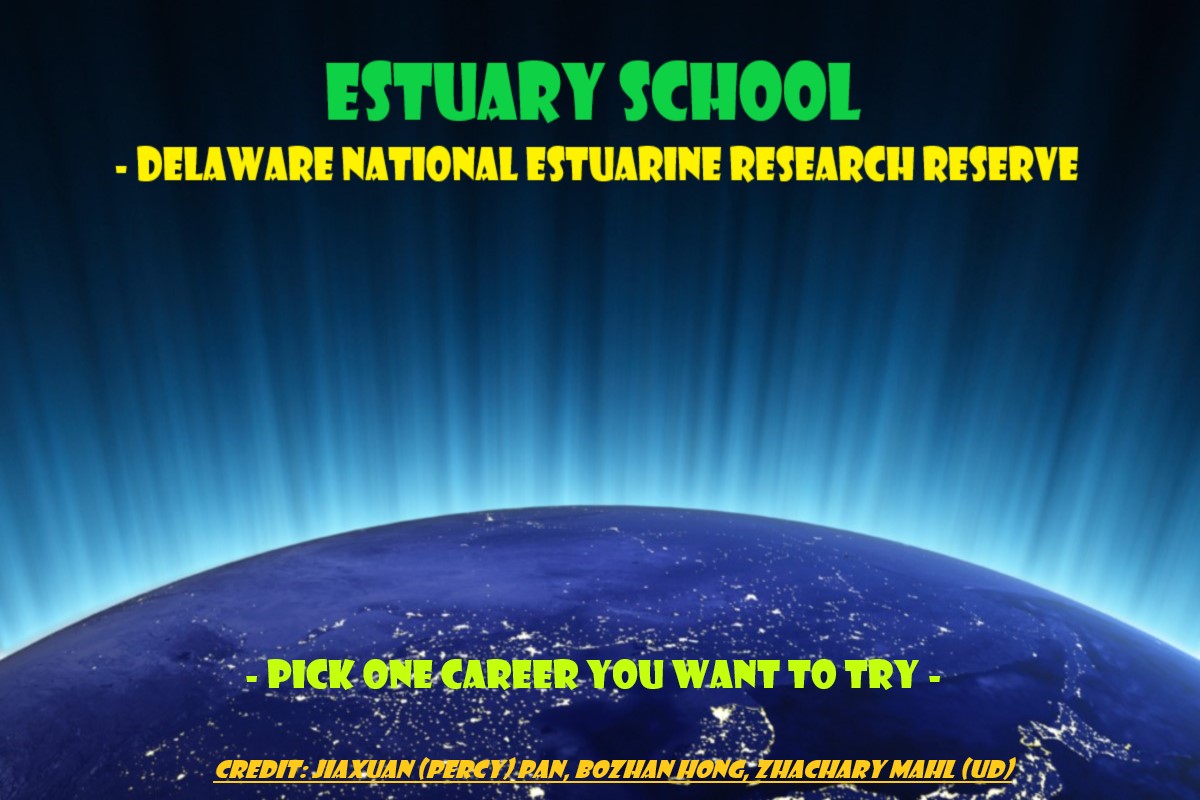 ESTUARY SCHOOL
- DELAWARE NATIONAL ESTUARINE RESEARCH RESERVE
- PICK ONE CAREER YOU WANT TO TRY -
CREDIT: JIAXUAN (PERCY) PAN, BOZHAN HONG, ZHACHARY MAHL (UD)